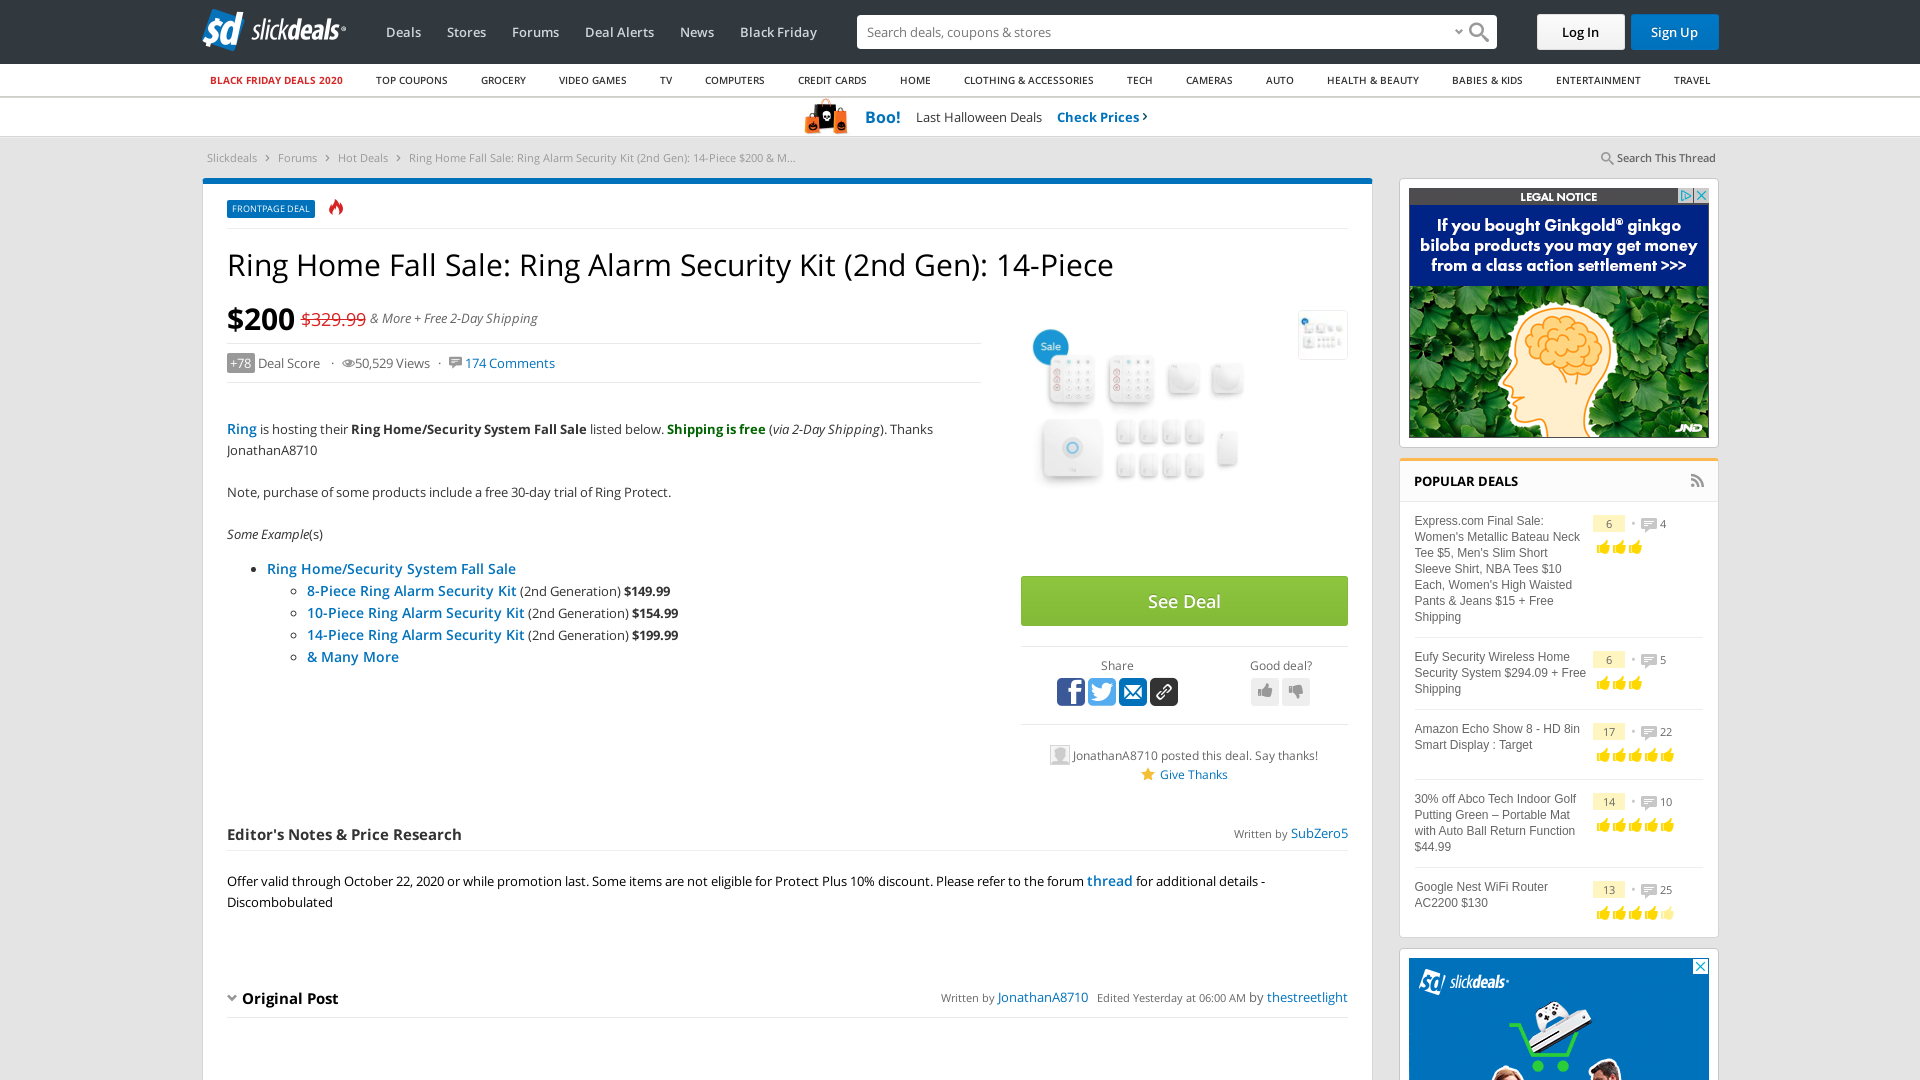 slickdeals
Deals
Stores
Forums
Deal Alerts
News
Black Friday
Search deals, coupons & stores
Log In
Sign Up
BLACK FRIDAY DEALS 2020
TOP COUPONS
GROCERY
VIDEO GAMES
TV
COMPUTERS
CREDIT CARDS
HOME
CLOTHING & ACCESSORIES
TECH
CAMERAS
AUTO
HEALTH & BEAUTY
BABIES & KIDS
ENTERTAINMENT
TRAVEL
Boo! Last Halloween Deals Check Prices ›
Slickdeals › Forums › Hot Deals › Ring Home Fall Sale: Ring Alarm Security Kit (2nd Gen): 14-Piece $200 & M...
Search This Thread
FRONTPAGE DEAL
Ring Home Fall Sale: Ring Alarm Security Kit (2nd Gen): 14-Piece
$200 $329.99 & More + Free 2-Day Shipping
+78 Deal Score · 50,529 Views · 174 Comments
Ring is hosting their Ring Home/Security System Fall Sale listed below. Shipping is free (via 2-Day Shipping). Thanks
JonathanA8710
Note, purchase of some products include a free 30-day trial of Ring Protect.
Some Example(s)
Ring Home/Security System Fall Sale
8-Piece Ring Alarm Security Kit (2nd Generation) $149.99
10-Piece Ring Alarm Security Kit (2nd Generation) $154.99
14-Piece Ring Alarm Security Kit (2nd Generation) $199.99
& Many More
Sale
See Deal
Share
Good deal?
JonathanA8710 posted this deal. Say thanks!
Give Thanks
Editor's Notes & Price Research
Written by SubZero5
Offer valid through October 22, 2020 or while promotion last. Some items are not eligible for Protect Plus 10% discount. Please refer to the forum thread for additional details -
Discombobulated
Original Post
Written by JonathanA8710 Edited Yesterday at 06:00 AM by thestreetlight
LEGAL NOTICE
If you bought Ginkgold® ginkgo
biloba products you may get money
from a class action settlement >>>
JND
POPULAR DEALS
Express.com Final Sale:
Women's Metallic Bateau Neck
Tee $5, Men's Slim Short
Sleeve Shirt, NBA Tees $10
Each, Women's High Waisted
Pants & Jeans $15 + Free
Shipping
6 • 4
Eufy Security Wireless Home
Security System $294.09 + Free
Shipping
6 • 5
Amazon Echo Show 8 - HD 8in
Smart Display : Target
17 • 22
30% off Abco Tech Indoor Golf
Putting Green – Portable Mat
with Auto Ball Return Function
$44.99
14 • 10
Google Nest WiFi Router
AC2200 $130
13 • 25
slickdeals